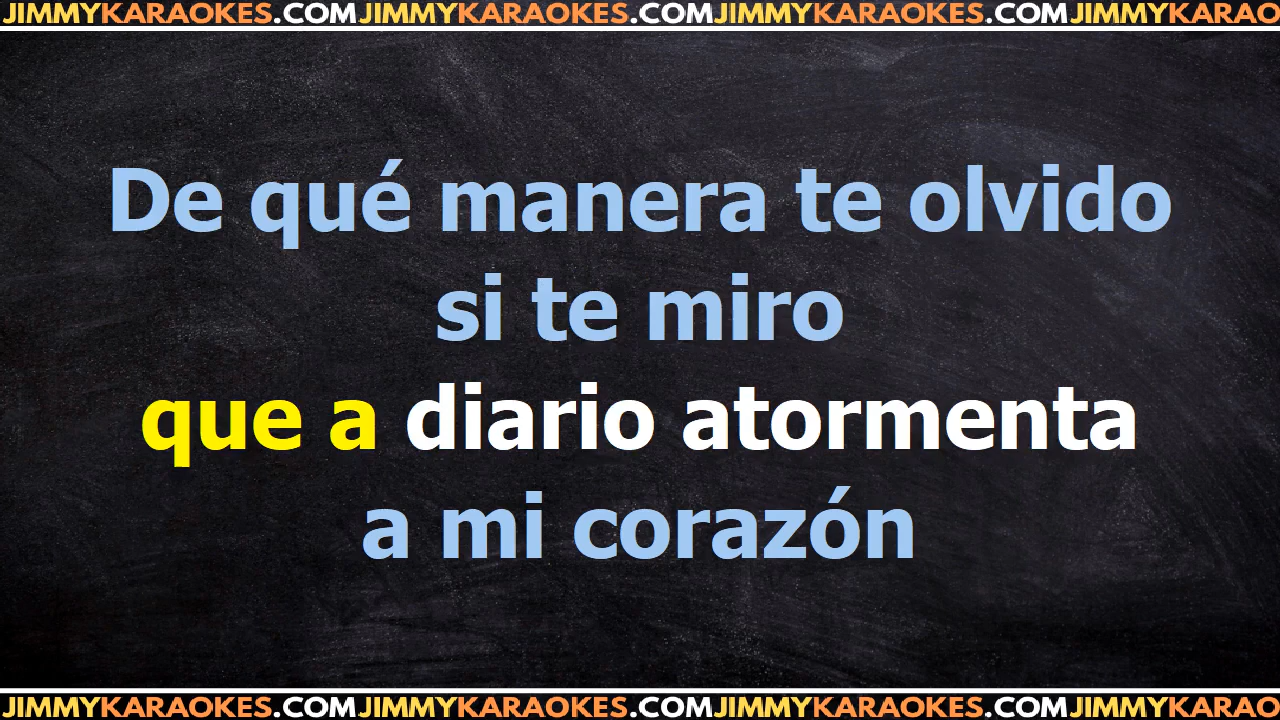 JIMMYKARAOKES.COMJIMMYKARAOKES.COMJIMMYKARAOKES.COMJIMMYKARAO
De qué manera te olvido
si te miro
que a diario atormenta
a mi corazón
JIMMYKARAOKES.COMJIMMYKARAOKES.COMJIMMYKARAOKES.COMJIMMYKARAO